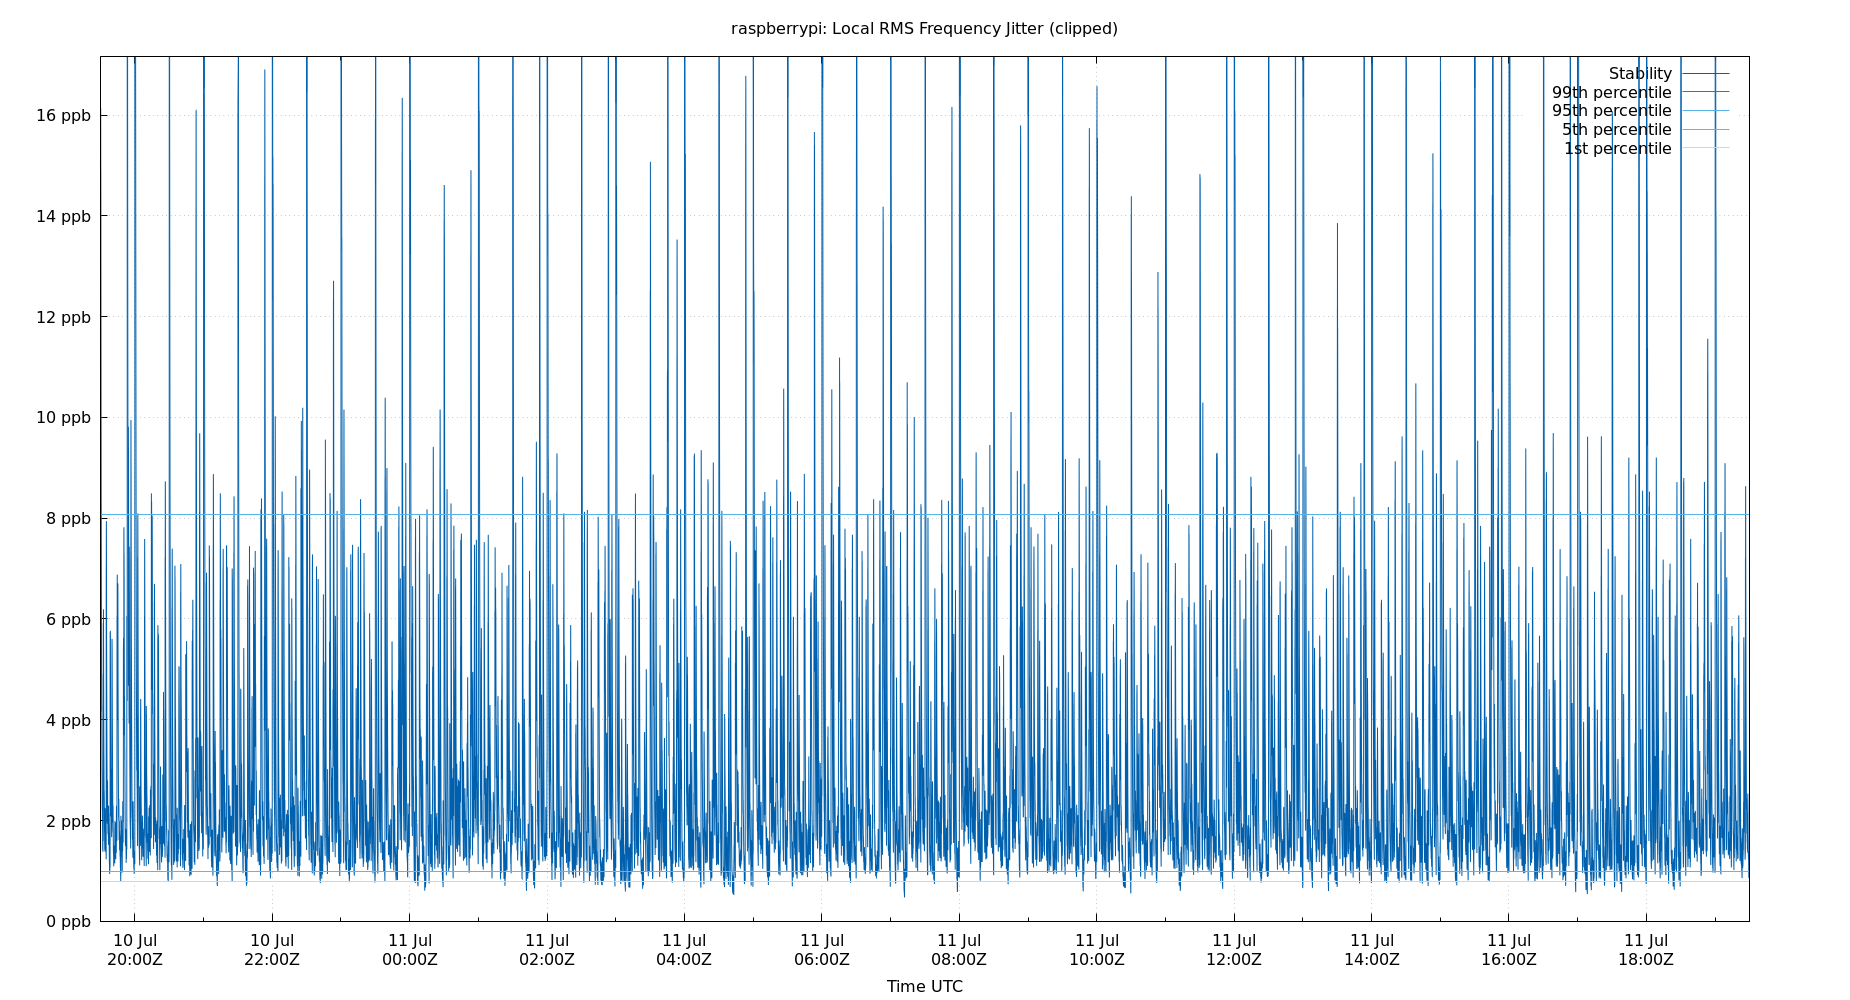 raspberrypi: Local RMS Frequency Jitter (clipped)
Stability
99th percentile
95th percentile
5th percentile
1st percentile
16 ppb
14 ppb
12 ppb
10 ppb
8 ppb
6 ppb
4 ppb
2 ppb
0 ppb
10 Jul 10 Jul 11 Jul 11 Jul 11 Jul 11 Jul 11 Jul 11 Jul 11 Jul 11 Jul 11 Jul 11 Jul
20:00Z 22:00Z 00:00Z 02:00Z 04:00Z 06:00Z 08:00Z 10:00Z 12:00Z 14:00Z 16:00Z 18:00Z
Time UTC